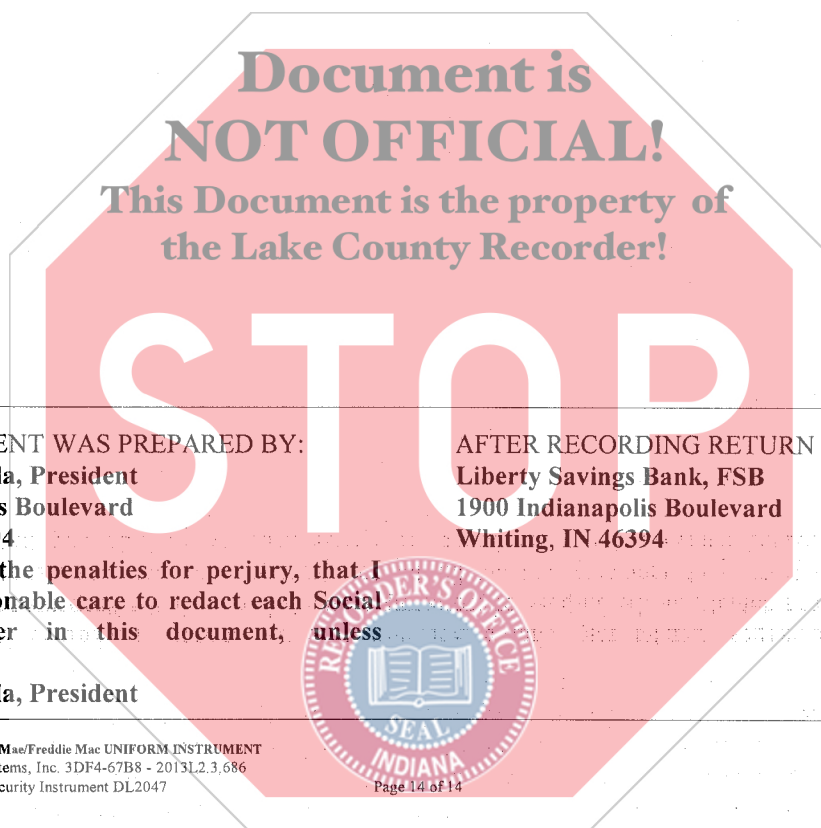 Document is
NOT OFFICIAL!
This Document is the property of
the Lake County Recorder!
STOP
ENT WAS PREPARED BY:
a, President
s Boulevard
4
the penalties for perjury, that I
onable care to redact each Social
er in this document, unless
a, President
AFTER RECORDING RETURN
Liberty Savings Bank, FSB
1900 Indianapolis Boulevard
Whiting, IN 46394
RECORDER'S OFFICE
SEAL
INDIANA
Mae/Freddie Mac UNIFORM INSTRUMENT
tems, Inc. 3DF4-67B8 - 2013L2.3.686
curity Instrument DL2047
Page 14 of 14